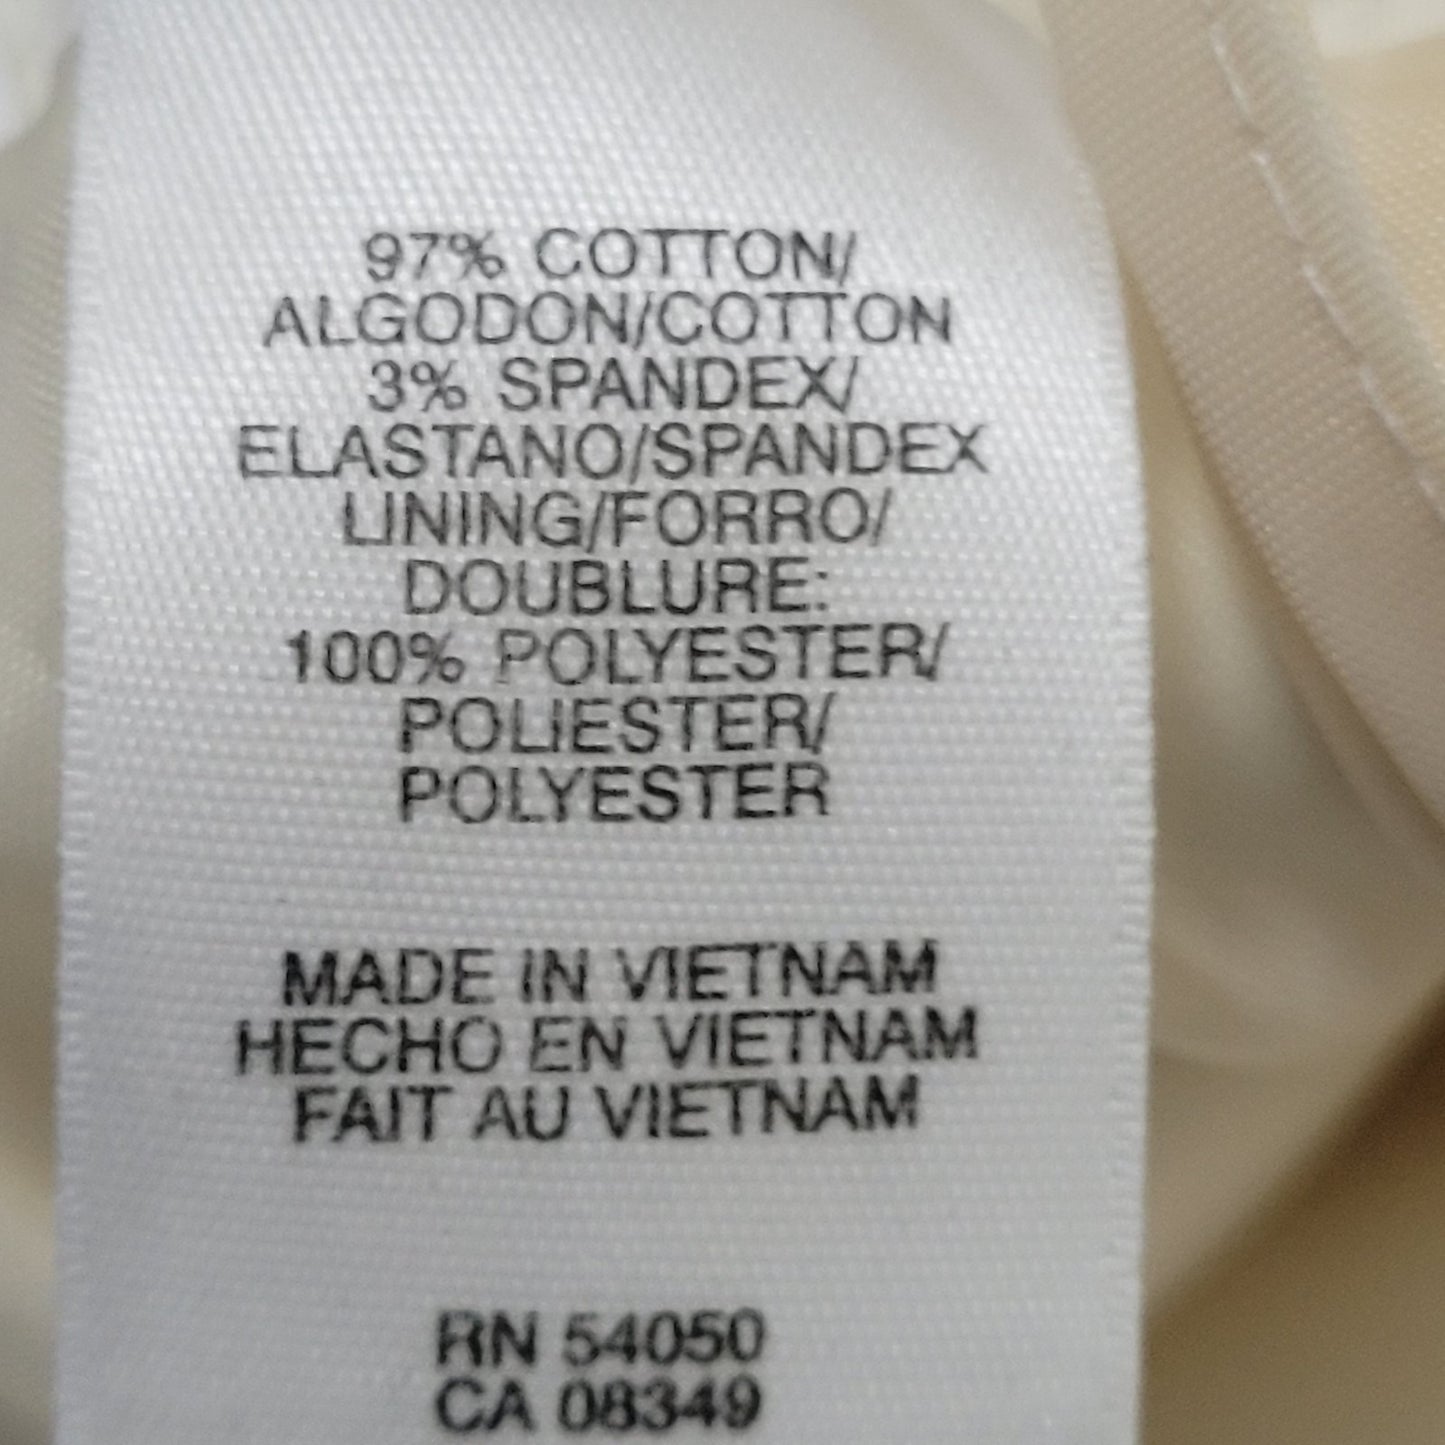 97% COTTON/
ALGODON/COTTON
3% SPANDEX/
ELASTANO/SPANDEX
LINING/FORRO/
DOUBLURE:
100% POLYESTER/
POLIESTER/
POLYESTER
MADE IN VIETNAM
HECHO EN VIETNAM
FAIT AU VIETNAM
RN 54050
CA 08349